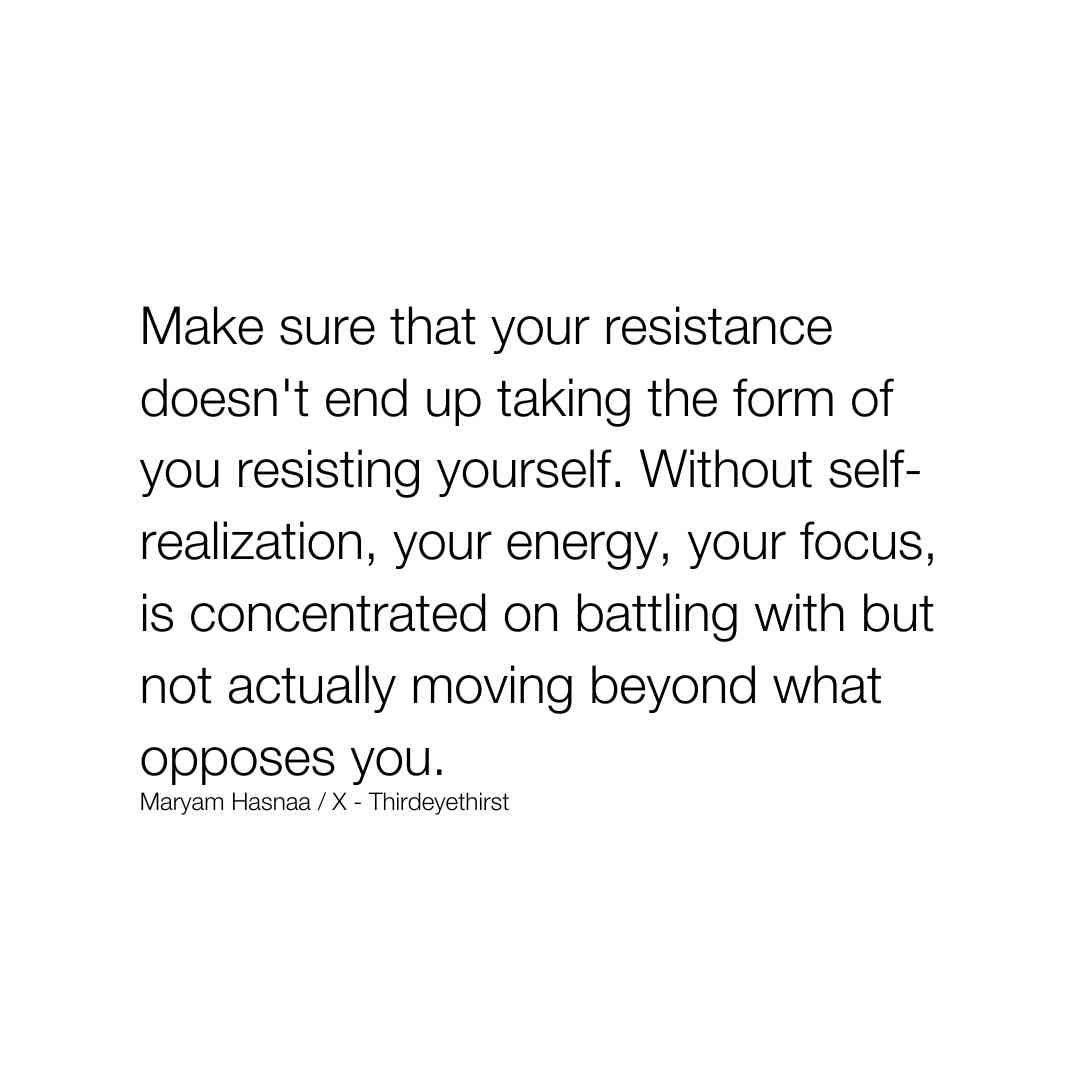 Make sure that your resistance
doesn't end up taking the form of
you resisting yourself. Without self-
realization, your energy, your focus,
is concentrated on battling with but
not actually moving beyond what
opposes you.
Maryam Hasnaa / X - Thirdeyethirst